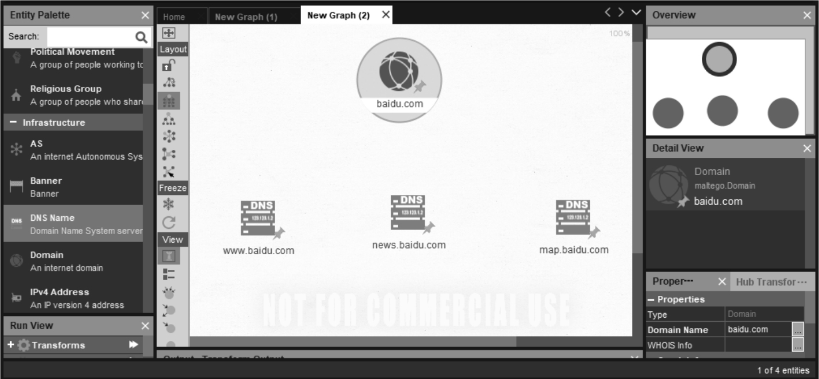 Entity Palette
Search:
Political Movement
A group of people working to
Religious Group
A group of people who share
Infrastructure
AS
An internet Autonomous Sys
Banner
Banner
DNS
DNS Name
Domain Name System server
Domain
An internet domain
IPv4 Address
An IP version 4 address
Run View
Transforms
Home
New Graph (1)
New Graph (2)
Layout
Freeze
View
100%
baidu.com
DNS
www.baidu.com
DNS
news.baidu.com
DNS
map.baidu.com
NOT FOR COMMERCIAL USE
Output - Transform Output
Overview
Detail View
Domain
maltego.Domain
baidu.com
Proper···
Hub Transfor···
Properties
Type
Domain
Domain Name
baidu.com
WHOIS Info
1 of 4 entities